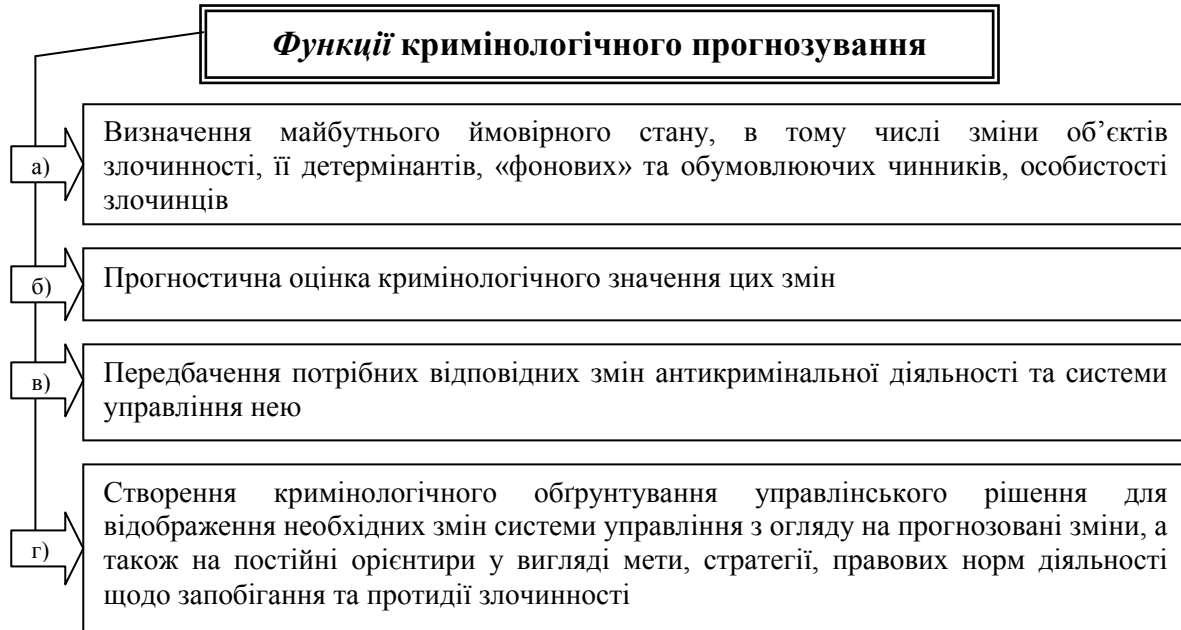 Функції кримінологічного прогнозування
а)
Визначення майбутнього ймовірного стану, в тому числі зміни об’єктів
злочинності, її детермінантів, «фонових» та обумовлюючих чинників, особистості
злочинців
б)
Прогностична оцінка кримінологічного значення цих змін
в)
Передбачення потрібних відповідних змін антикримінальної діяльності та системи
управління нею
г)
Створення кримінологічного обґрунтування управлінського рішення для
відображення необхідних змін системи управління з огляду на прогнозовані зміни, а
також на постійні орієнтири у вигляді мети, стратегії, правових норм діяльності
щодо запобігання та протидії злочинності